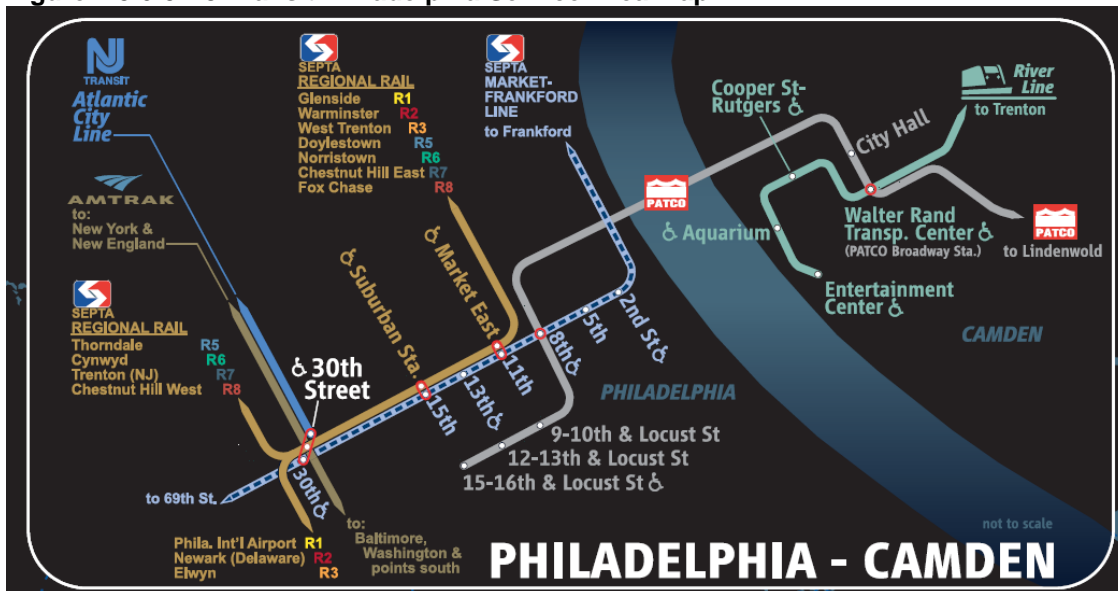 NJ
TRANSIT
Atlantic
City
Line
AMTRAK
to:
New York &
New England
SEPTA
REGIONAL RAIL
Thorndale R5
Cynwyd R6
Trenton (NJ) R7
Chestnut Hill West R8
to 69th St.
Phila. Int'l Airport R1
Newark (Delaware) R2
Elwyn R3
to:
Baltimore,
Washington &
points south
SEPTA
REGIONAL RAIL
Glenside R1
Warminster R2
West Trenton R3
Doylestown R5
Norristown R6
Chestnut Hill East R7
Fox Chase R8
SEPTA
MARKET-
FRANKFORD
LINE
to Frankford
30th
Street
30th
Suburban Sta.
15th
13th
Market East
11th
8th
5th
2nd St
9-10th & Locust St
12-13th & Locust St
15-16th & Locust St
PHILADELPHIA
PATCO
Cooper St-
Rutgers
City Hall
River
Line
to Trenton
Aquarium
Walter Rand
Transp. Center
(PATCO Broadway Sta.)
PATCO
to Lindenwold
Entertainment
Center
CAMDEN
not to scale
PHILADELPHIA - CAMDEN